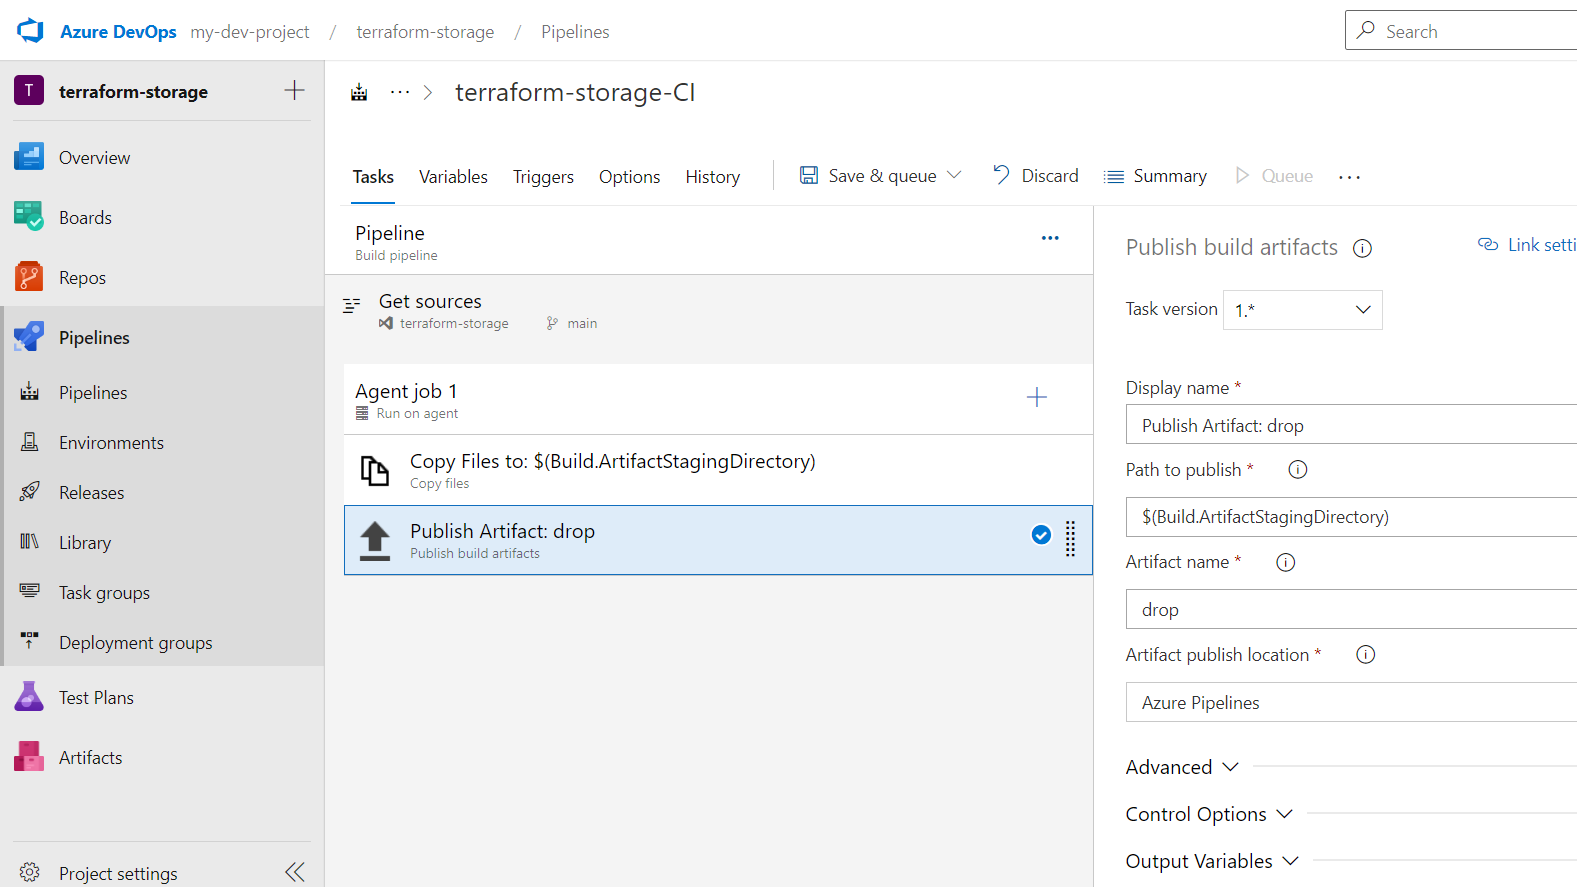 Azure DevOps my-dev-project / terraform-storage / Pipelines Search
T terraform-storage
Overview
Boards
Repos
Pipelines
Pipelines
Environments
Releases
Library
Task groups
Deployment groups
Test Plans
Artifacts
Project settings
··· > terraform-storage-CI
Tasks Variables Triggers Options History Save & queue Discard Summary Queue ···
Pipeline
Build pipeline
···
Get sources
terraform-storage main
Agent job 1
Run on agent
Copy Files to: $(Build.ArtifactStagingDirectory)
Copy files
Publish Artifact: drop
Publish build artifacts
Publish build artifacts Link setti
Task version 1.*
Display name *
Publish Artifact: drop
Path to publish *
$(Build.ArtifactStagingDirectory)
Artifact name *
drop
Artifact publish location *
Azure Pipelines
Advanced
Control Options
Output Variables